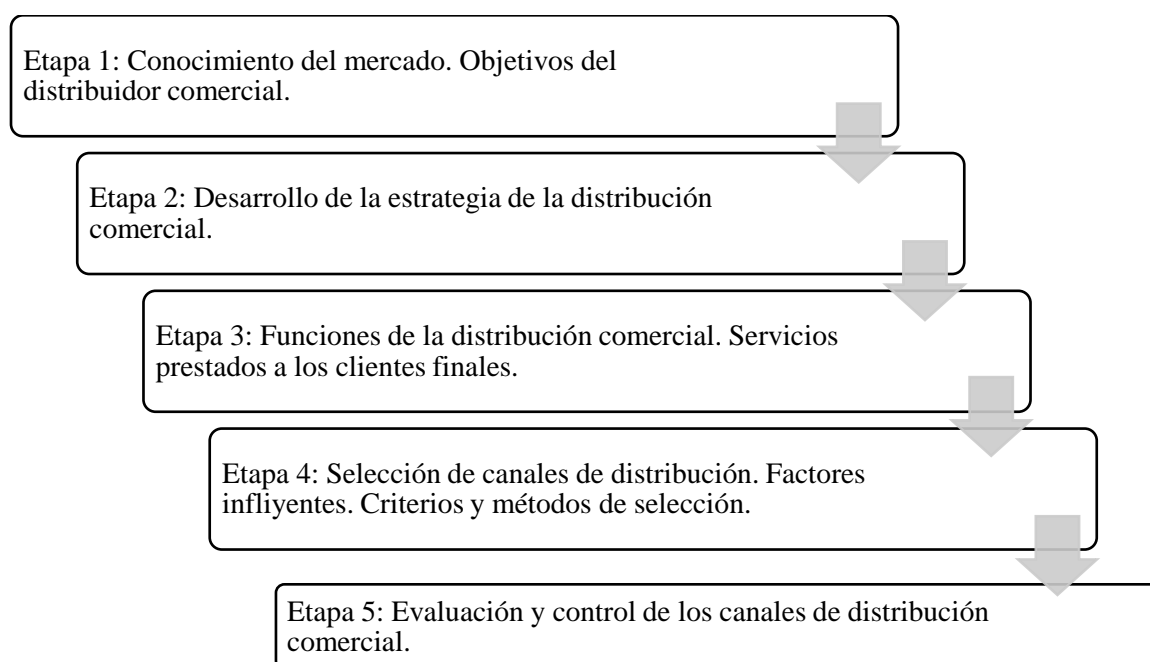 Etapa 1: Conocimiento del mercado. Objetivos del
distribuidor comercial.
Etapa 2: Desarrollo de la estrategia de la distribución
comercial.
Etapa 3: Funciones de la distribución comercial. Servicios
prestados a los clientes finales.
Etapa 4: Selección de canales de distribución. Factores
infliyentes. Criterios y métodos de selección.
Etapa 5: Evaluación y control de los canales de distribución
comercial.